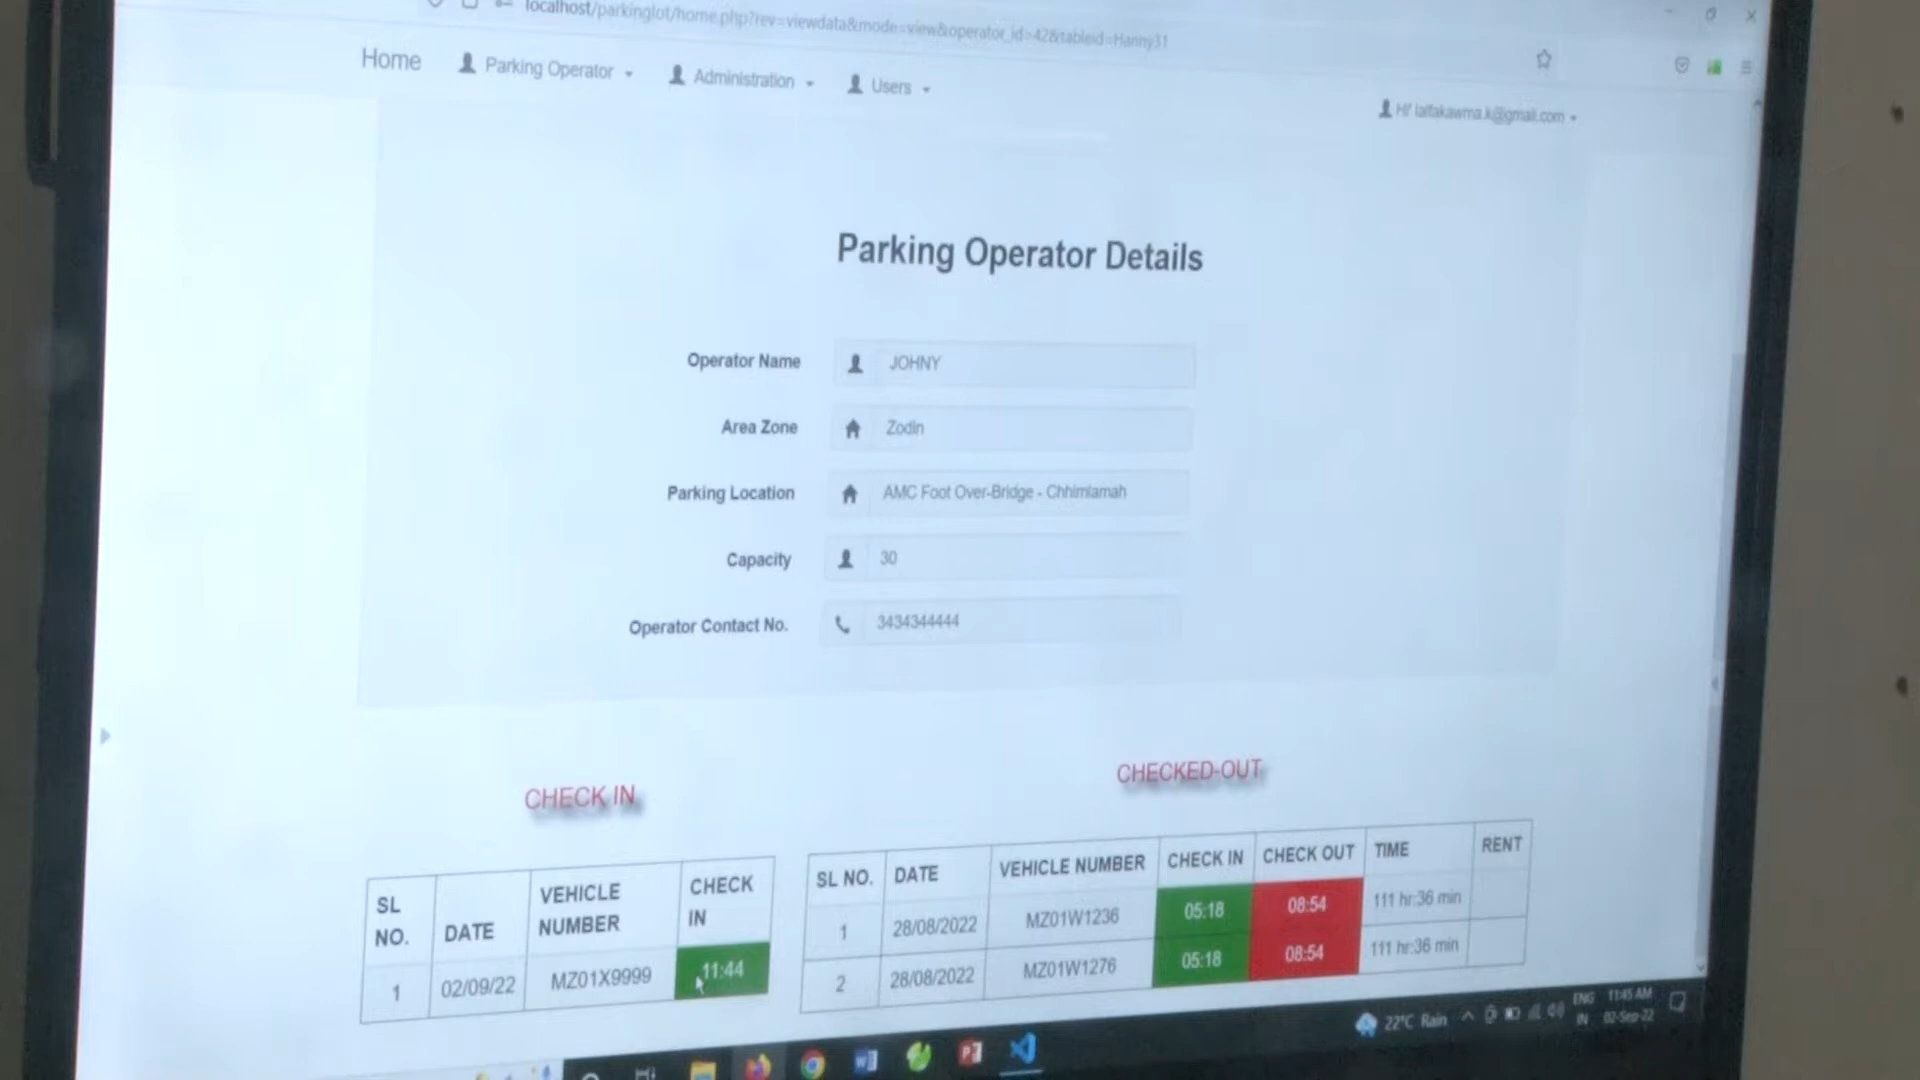 localhost/parkinglot/home.php?rev=viewdata&mode=view&operator_id=42&tableid=Hanny31
Home Parking Operator Administration Users
Hi' lalfakawma.k@gmail.com
Parking Operator Details
Operator Name JOHNY
Area Zone Zodin
Parking Location AMC Foot Over-Bridge - Chhimlamah
Capacity 30
Operator Contact No. 3434344444
CHECK IN
SL NO. DATE VEHICLE NUMBER CHECK IN
1 02/09/22 MZ01X9999 11:44
CHECKED-OUT
SL NO. DATE VEHICLE NUMBER CHECK IN CHECK OUT TIME RENT
1 28/08/2022 MZ01W1236 05:18 08:54 111 hr:36 min
2 28/08/2022 MZ01W1276 05:18 08:54 111 hr:36 min
22°C Rain ENG IN 11:45 AM 02-Sep-22